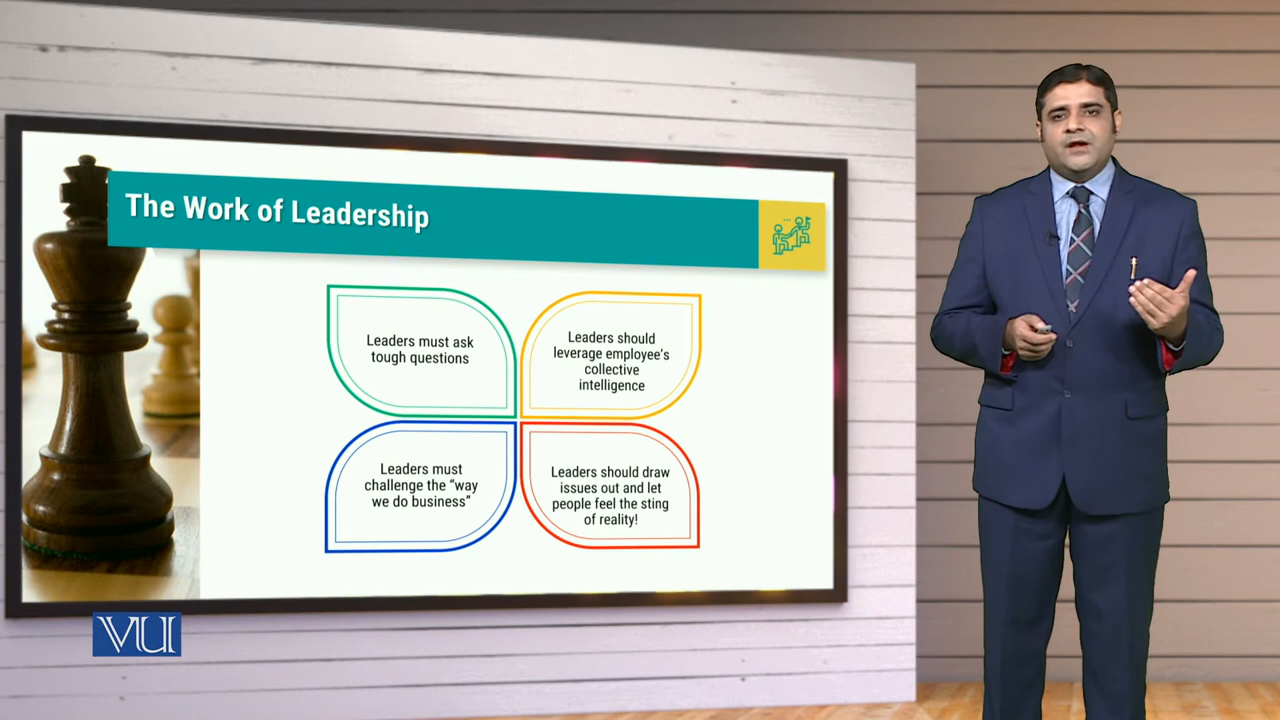 The Work of Leadership
Leaders must ask
tough questions
Leaders should
leverage employee's
collective
intelligence
Leaders must
challenge the “way
we do business”
Leaders should draw
issues out and let
people feel the sting
of reality!
VU